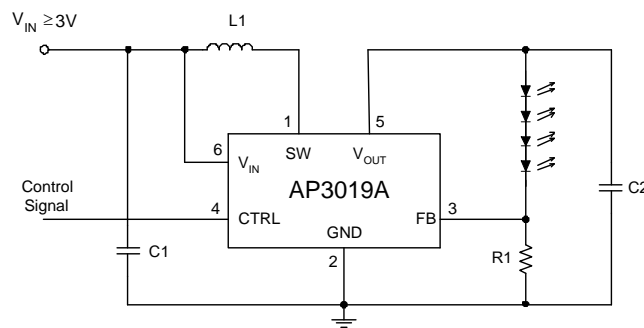 V_IN ≥3V
L1
1
5
6
SW
V_OUT
V_IN
AP3019A
Control
Signal
4
CTRL
FB
3
C2
GND
C1
2
R1